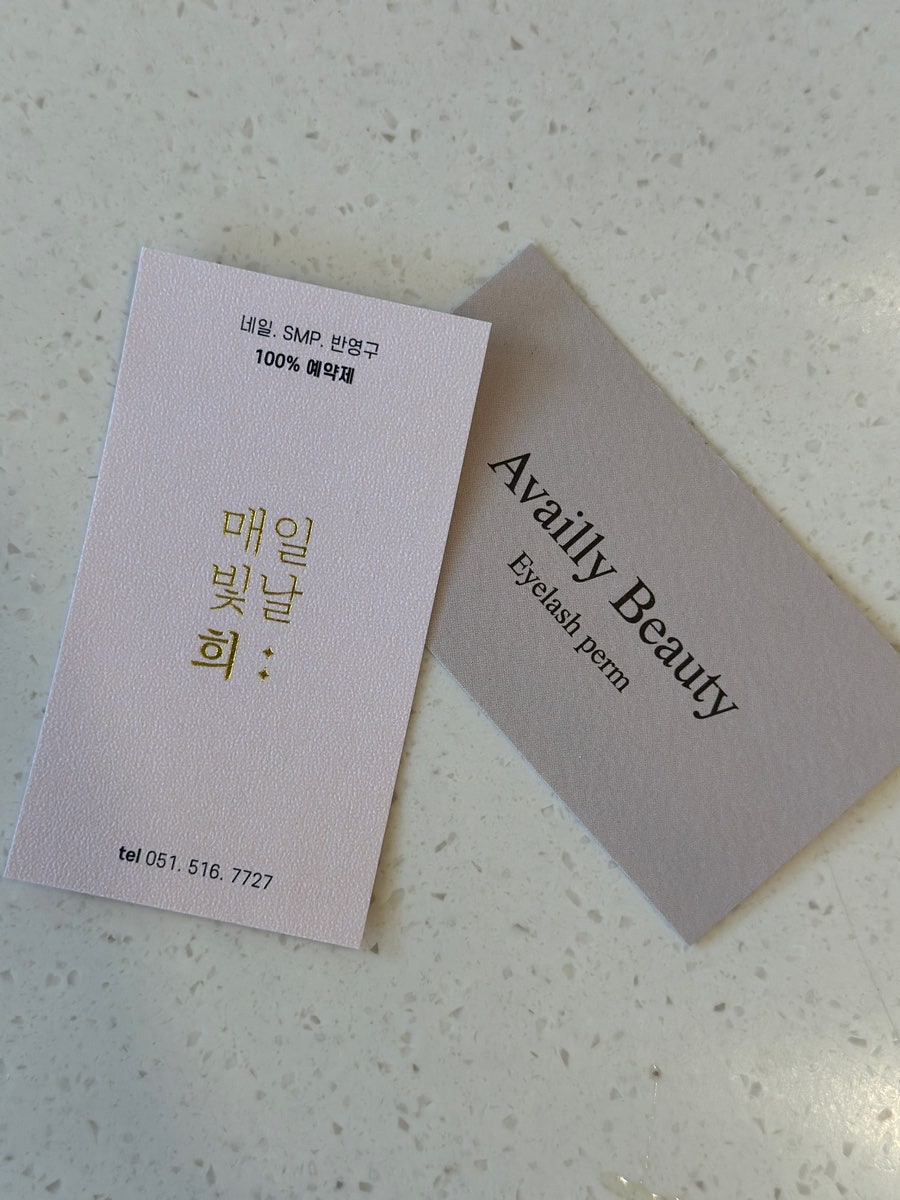 네일. SMP. 반영구
100% 예약제
매일
빛날
희:
tel 051. 516. 7727
Availly Beauty
Eyelash perm